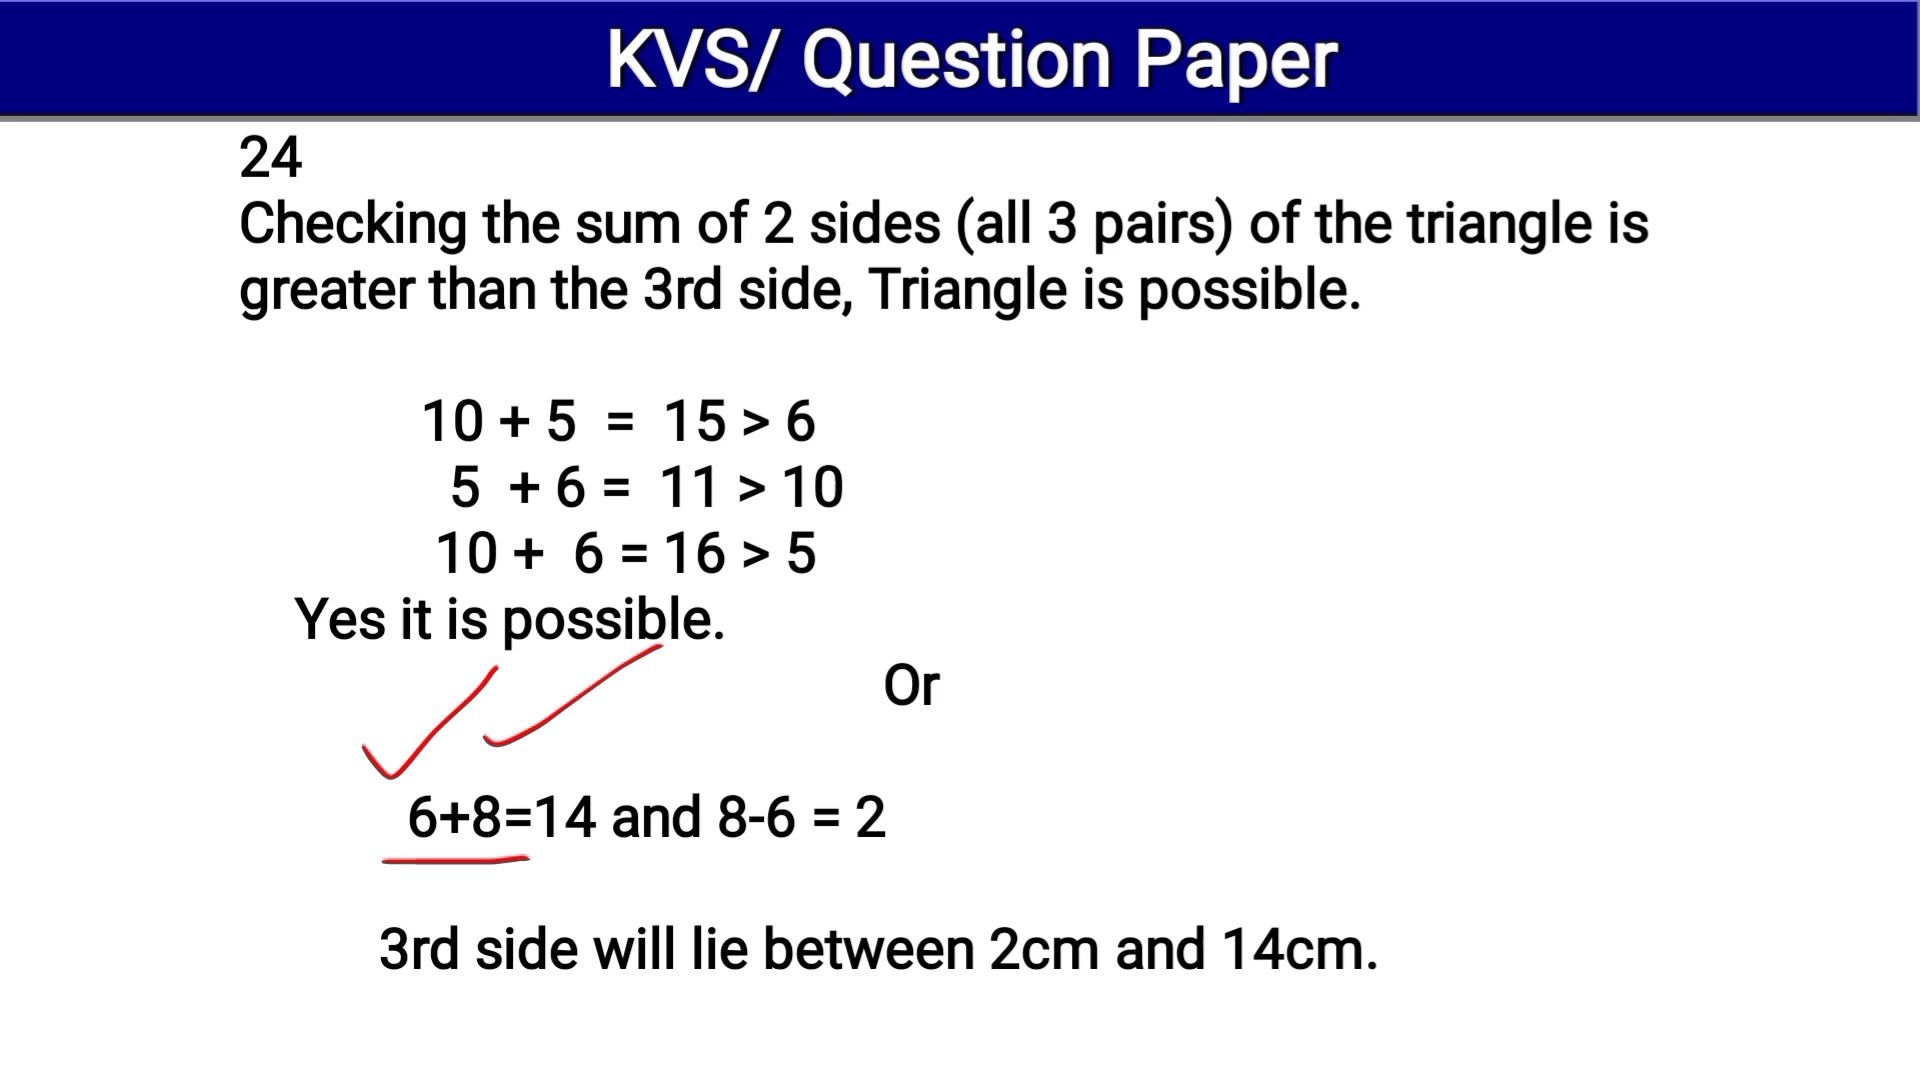 KVS/ Question Paper
24
Checking the sum of 2 sides (all 3 pairs) of the triangle is
greater than the 3rd side, Triangle is possible.
10 + 5 = 15 > 6
5 + 6 = 11 > 10
10 + 6 = 16 > 5
Yes it is possible.
Or
6+8=14 and 8-6 = 2
3rd side will lie between 2cm and 14cm.